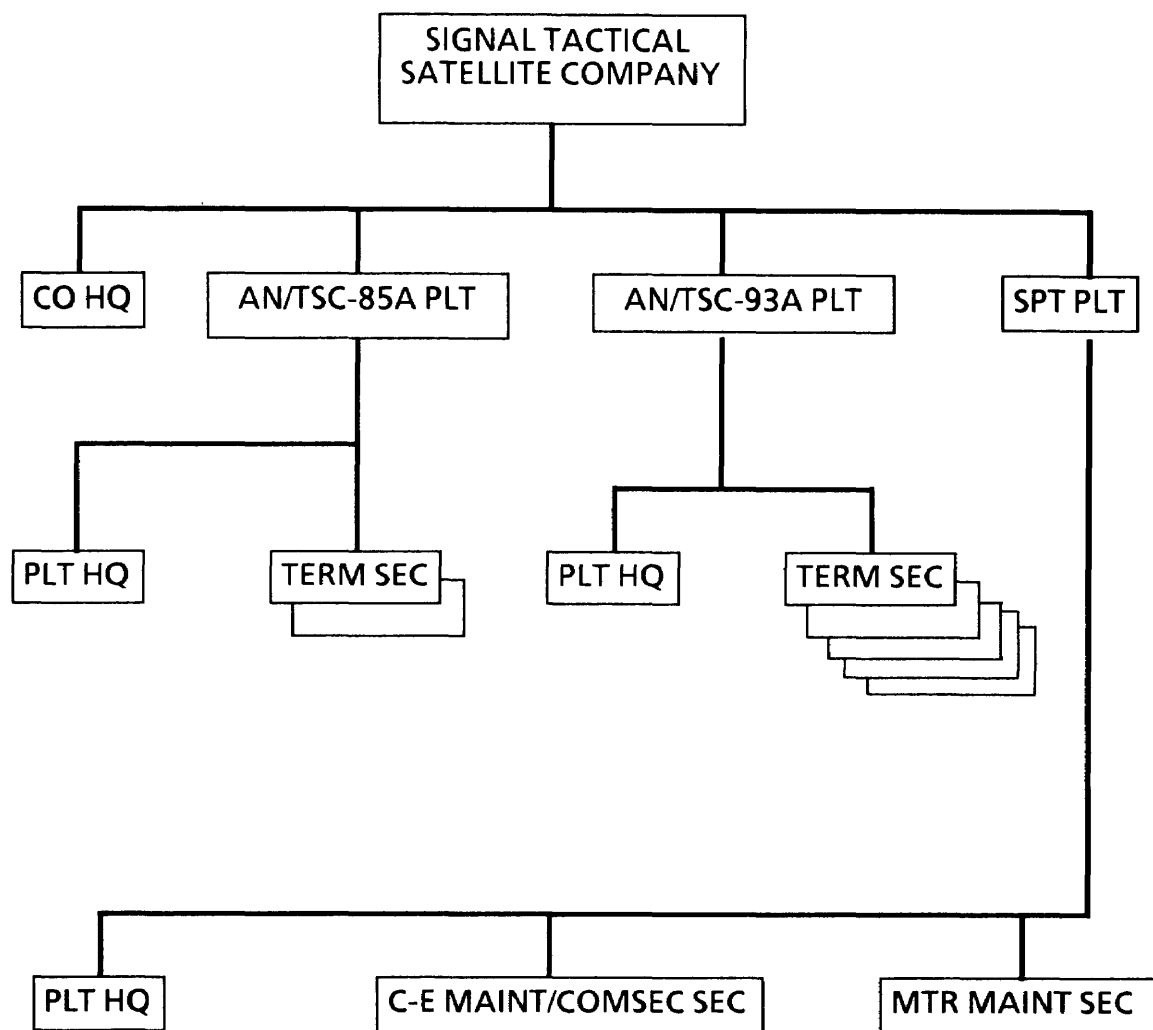 SIGNAL TACTICAL
SATELLITE COMPANY
CO HQ
AN/TSC-85A PLT
AN/TSC-93A PLT
SPT PLT
PLT HQ
TERM SEC
PLT HQ
TERM SEC
PLT HQ
C-E MAINT/COMSEC SEC
MTR MAINT SEC